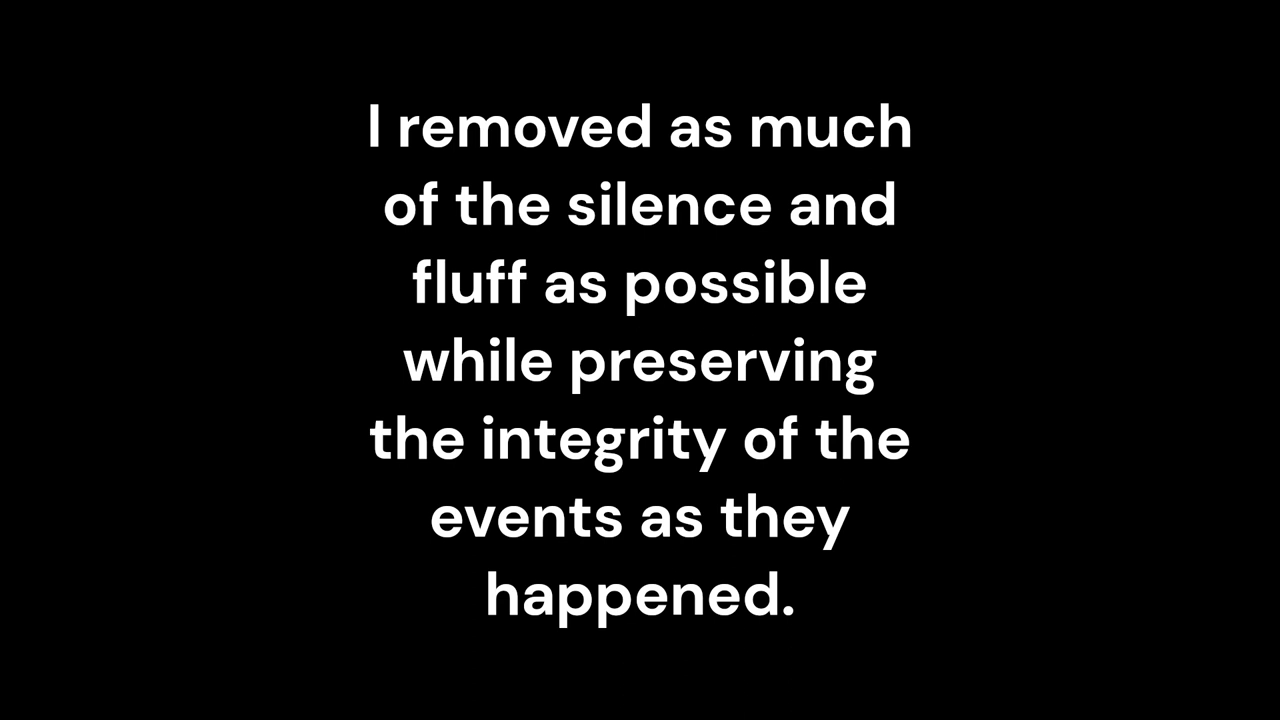 I removed as much
of the silence and
fluff as possible
while preserving
the integrity of the
events as they
happened.